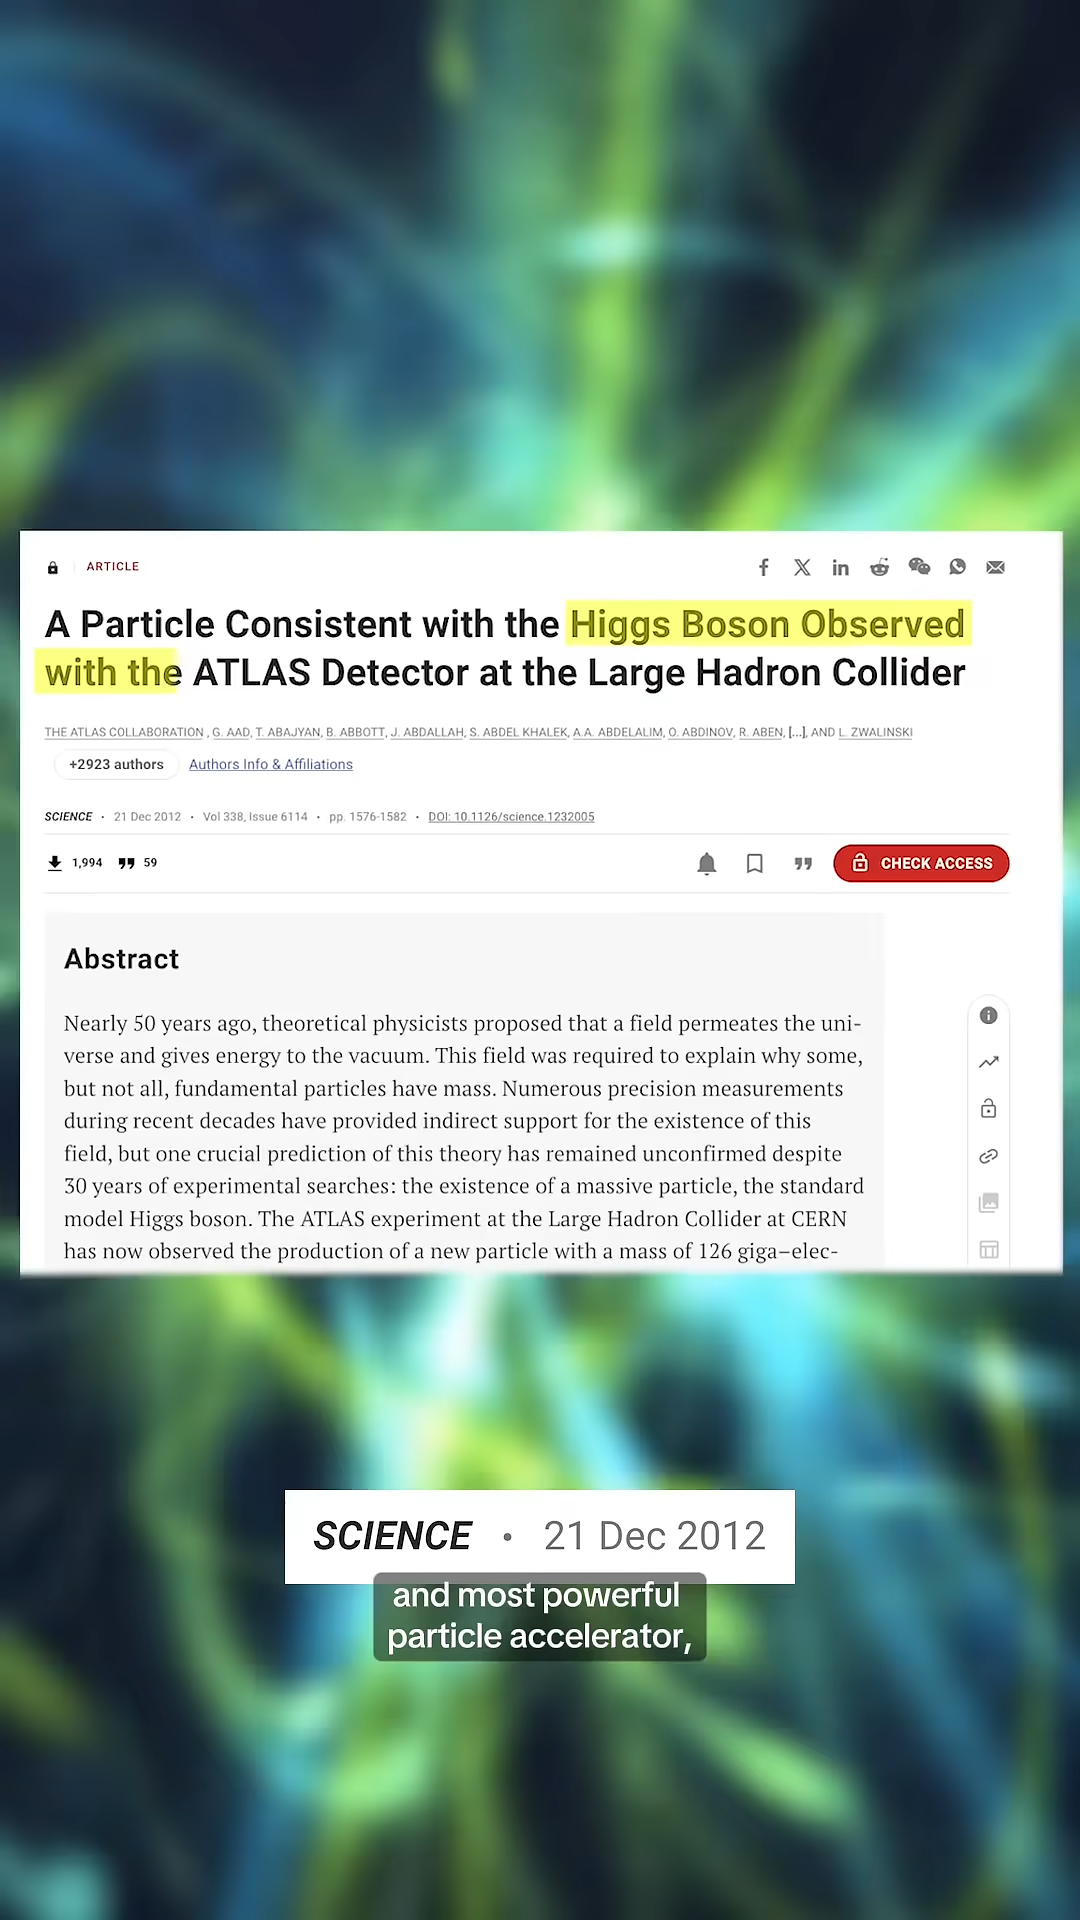 ARTICLE
A Particle Consistent with the Higgs Boson Observed
with the ATLAS Detector at the Large Hadron Collider
THE ATLAS COLLABORATION , G. AAD, T. ABAJYAN, B. ABBOTT, J. ABDALLAH, S. ABDEL KHALEK, A.A. ABDELALIM, O. ABDINOV, R. ABEN, [...], AND L. ZWALINSKI
+2923 authors Authors Info & Affiliations
SCIENCE • 21 Dec 2012 • Vol 338, Issue 6114 • pp. 1576-1582 • DOI: 10.1126/science.1232005
1,994 59
CHECK ACCESS
Abstract
Nearly 50 years ago, theoretical physicists proposed that a field permeates the uni-
verse and gives energy to the vacuum. This field was required to explain why some,
but not all, fundamental particles have mass. Numerous precision measurements
during recent decades have provided indirect support for the existence of this
field, but one crucial prediction of this theory has remained unconfirmed despite
30 years of experimental searches: the existence of a massive particle, the standard
model Higgs boson. The ATLAS experiment at the Large Hadron Collider at CERN
has now observed the production of a new particle with a mass of 126 giga–elec-
SCIENCE • 21 Dec 2012
and most powerful
particle accelerator,